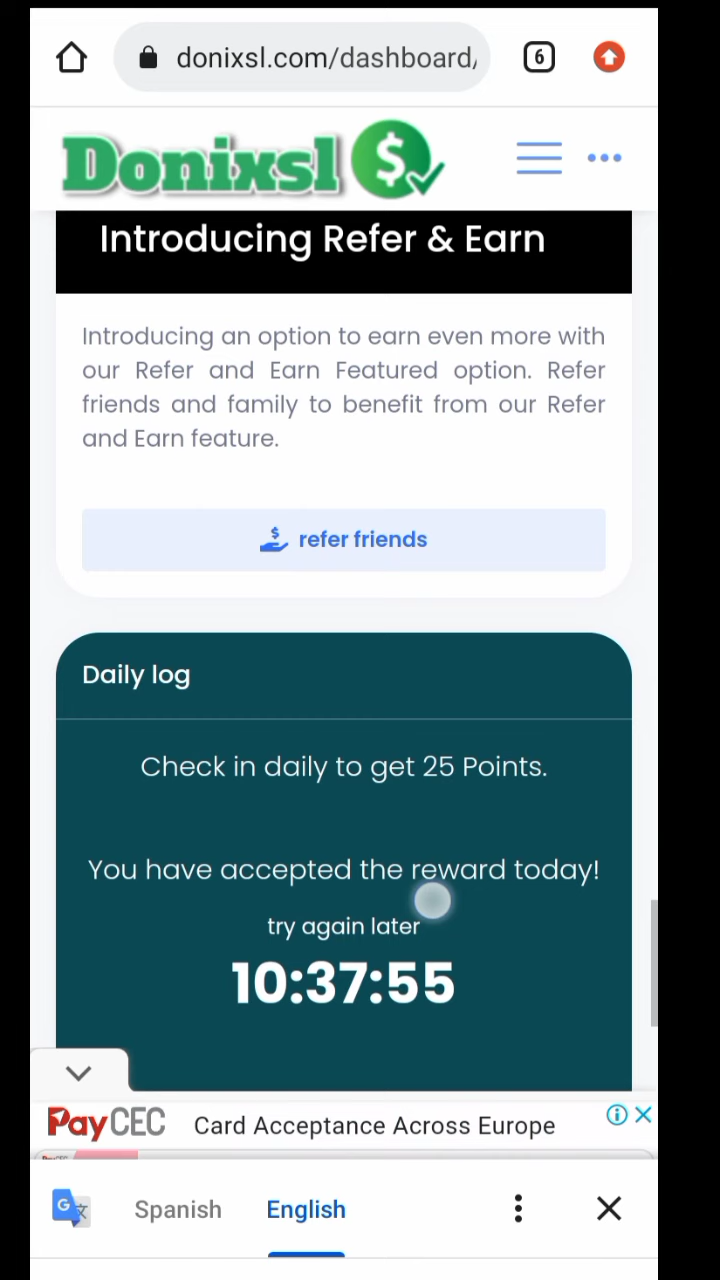 donixsl.com/dashboard/
6
Donixsl
Introducing Refer & Earn
Introducing an option to earn even more with
our Refer and Earn Featured option. Refer
friends and family to benefit from our Refer
and Earn feature.
refer friends
Daily log
Check in daily to get 25 Points.
You have accepted the reward today!
try again later
10:37:55
PayCEC
Card Acceptance Across Europe
Spanish
English